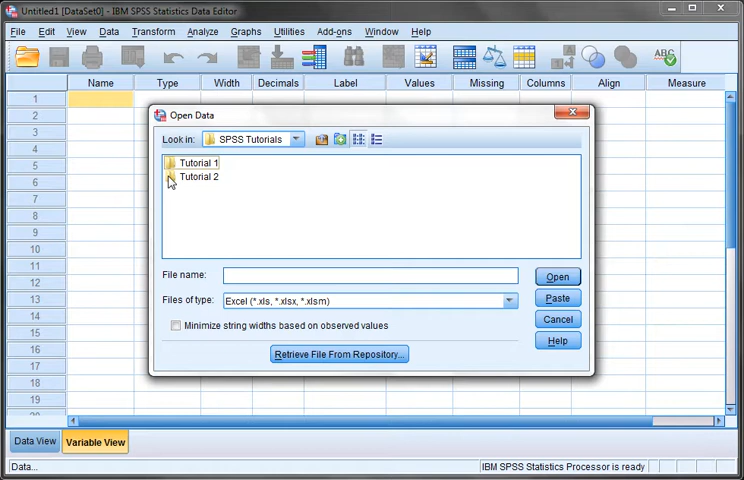 Untitled1 [DataSet0] - IBM SPSS Statistics Data Editor
File Edit View Data Transform Analyze Graphs Utilities Add-ons Window Help
ABC
Name Type Width Decimals Label Values Missing Columns Align Measure
1
2
3
4
5
6
7
8
9
10
11
12
13
14
15
16
17
18
19
Open Data
Look in: SPSS Tutorials
Tutorial 1
Tutorial 2
File name: Open
Files of type: Excel (*.xls, *.xlsx, *.xlsm) Paste
Cancel
Minimize string widths based on observed values
Help
Retrieve File From Repository...
Data View Variable View
Data... IBM SPSS Statistics Processor is ready